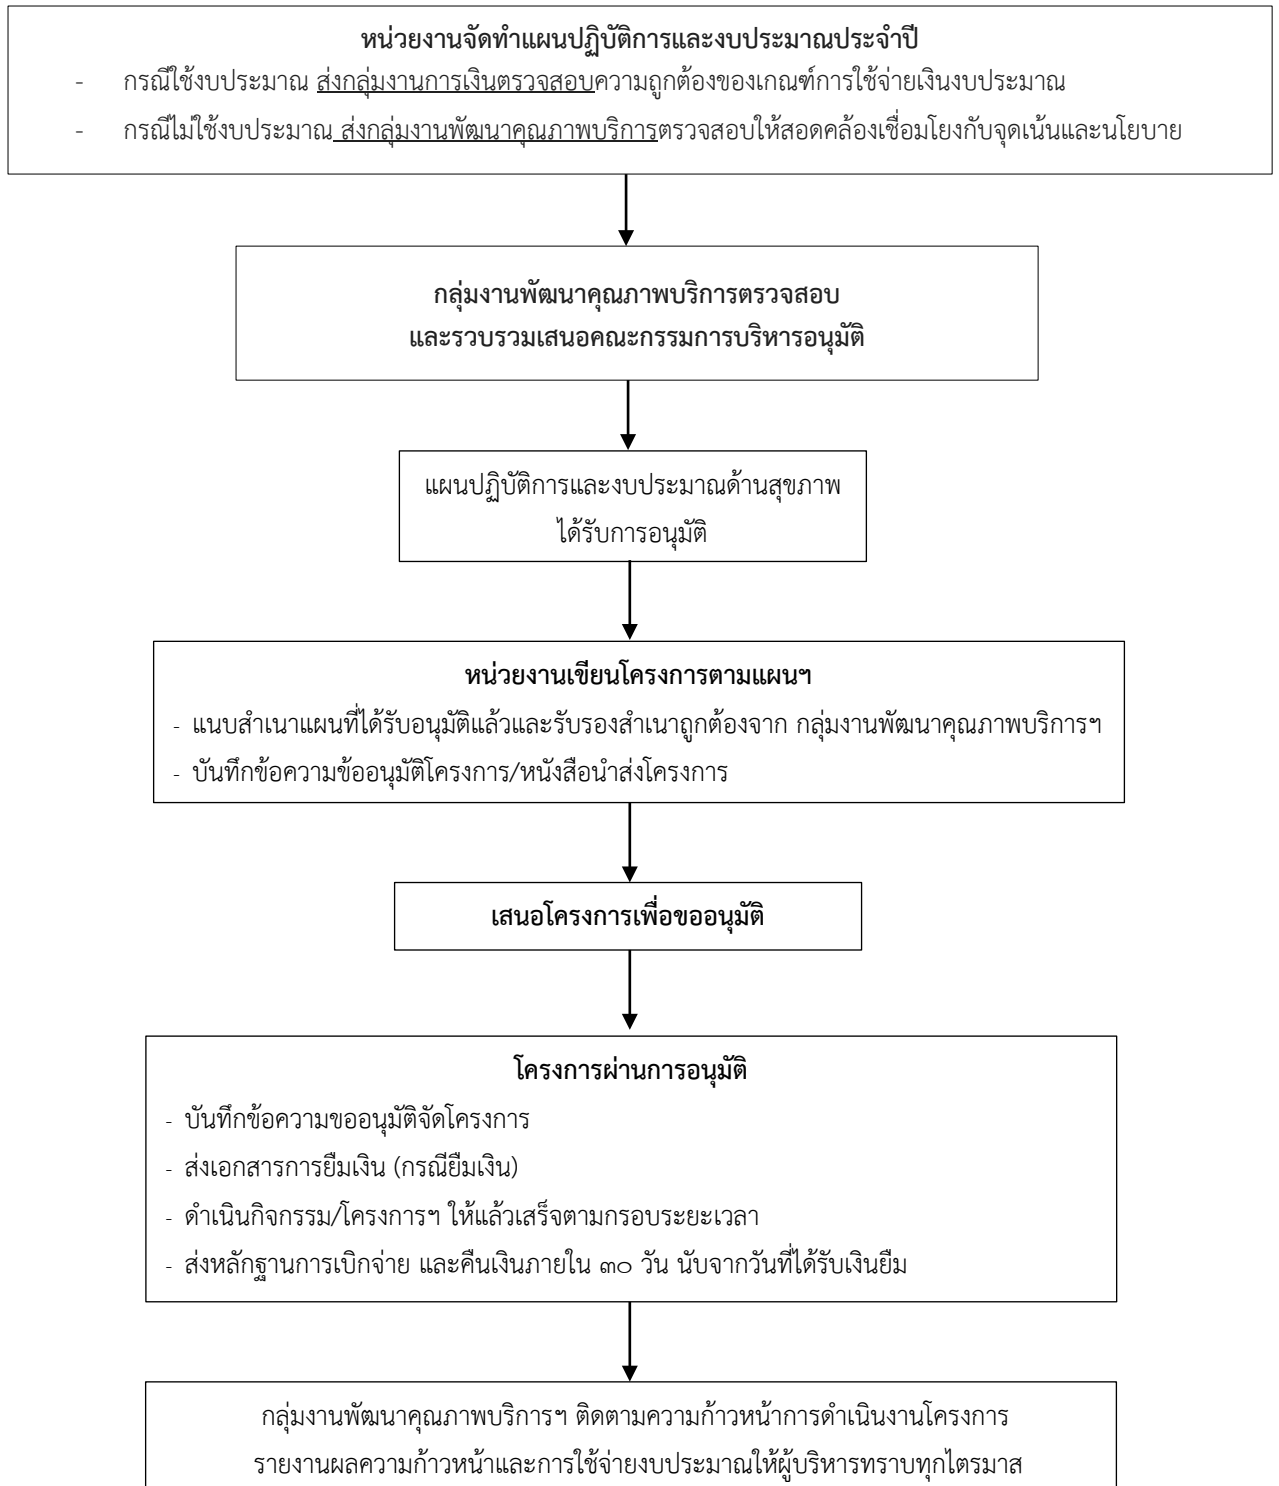 หน่วยงานจัดทำแผนปฏิบัติการและงบประมาณประจำปี
- กรณีใช้งบประมาณ ส่งกลุ่มงานการเงินตรวจสอบความถูกต้องของเกณฑ์การใช้จ่ายเงินงบประมาณ
- กรณีไม่ใช้งบประมาณ ส่งกลุ่มงานพัฒนาคุณภาพบริการตรวจสอบให้สอดคล้องเชื่อมโยงกับจุดเน้นและนโยบาย
กลุ่มงานพัฒนาคุณภาพบริการตรวจสอบ
และรวบรวมเสนอคณะกรรมการบริหารอนุมัติ
แผนปฏิบัติการและงบประมาณด้านสุขภาพ
ได้รับการอนุมัติ
หน่วยงานเขียนโครงการตามแผนฯ
- แนบสำเนาแผนที่ได้รับอนุมัติแล้วและรับรองสำเนาถูกต้องจาก กลุ่มงานพัฒนาคุณภาพบริการฯ
- บันทึกข้อความข้ออนุมัติโครงการ/หนังสือนำส่งโครงการ
เสนอโครงการเพื่อขออนุมัติ
โครงการผ่านการอนุมัติ
- บันทึกข้อความขออนุมัติจัดโครงการ
- ส่งเอกสารการยืมเงิน (กรณียืมเงิน)
- ดำเนินกิจกรรม/โครงการฯ ให้แล้วเสร็จตามกรอบระยะเวลา
- ส่งหลักฐานการเบิกจ่าย และคืนเงินภายใน ๓๐ วัน นับจากวันที่ได้รับเงินยืม
กลุ่มงานพัฒนาคุณภาพบริการฯ ติดตามความก้าวหน้าการดำเนินงานโครงการ
รายงานผลความก้าวหน้าและการใช้จ่ายงบประมาณให้ผู้บริหารทราบทุกไตรมาส